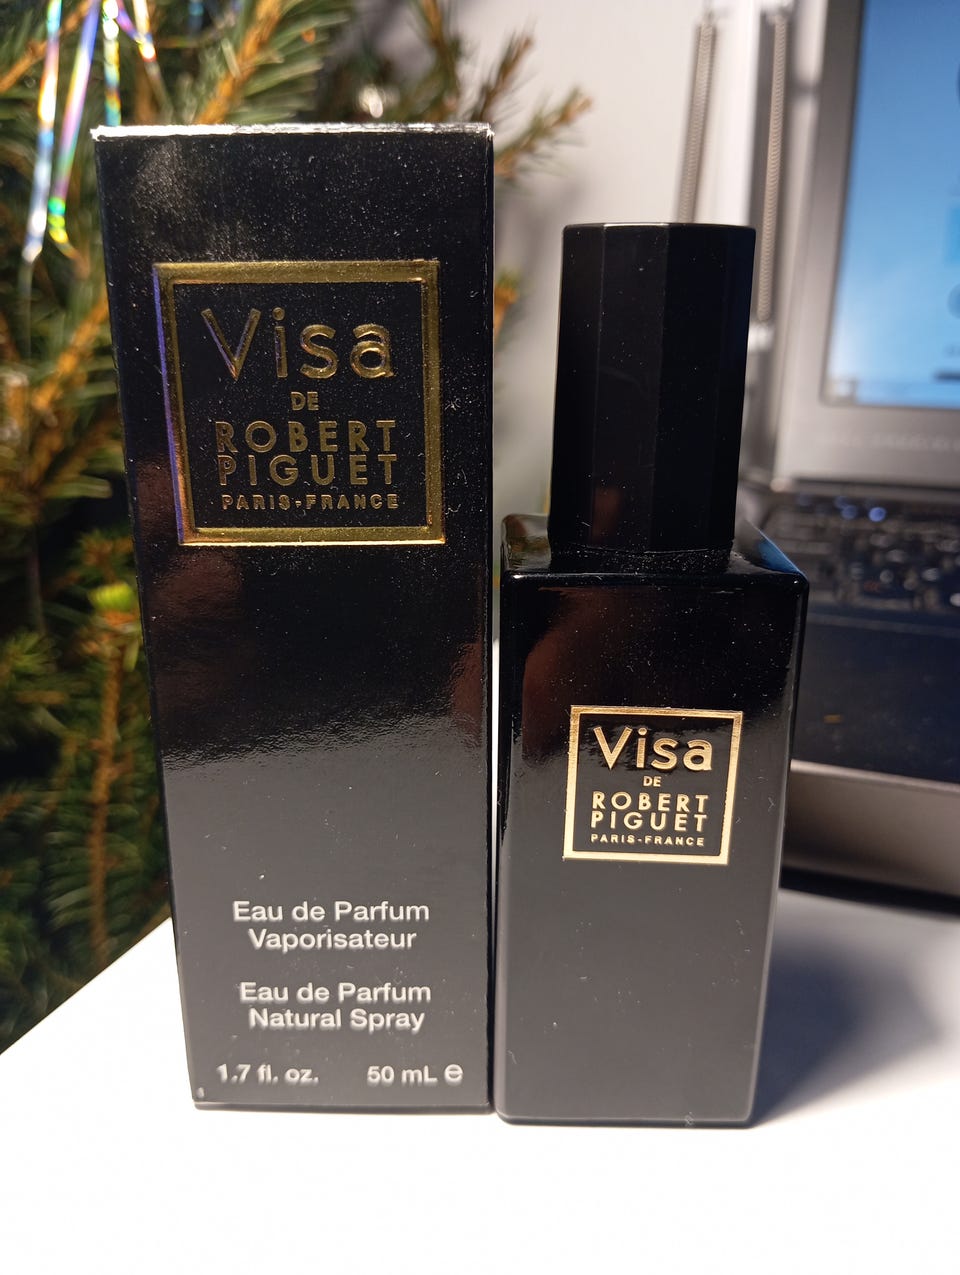 Visa
DE
ROBERT
PIGUET
PARIS-FRANCE
Eau de Parfum
Vaporisateur
Eau de Parfum
Natural Spray
1.7 fl. oz. 50 mL ℮
Visa
DE
ROBERT
PIGUET
PARIS-FRANCE